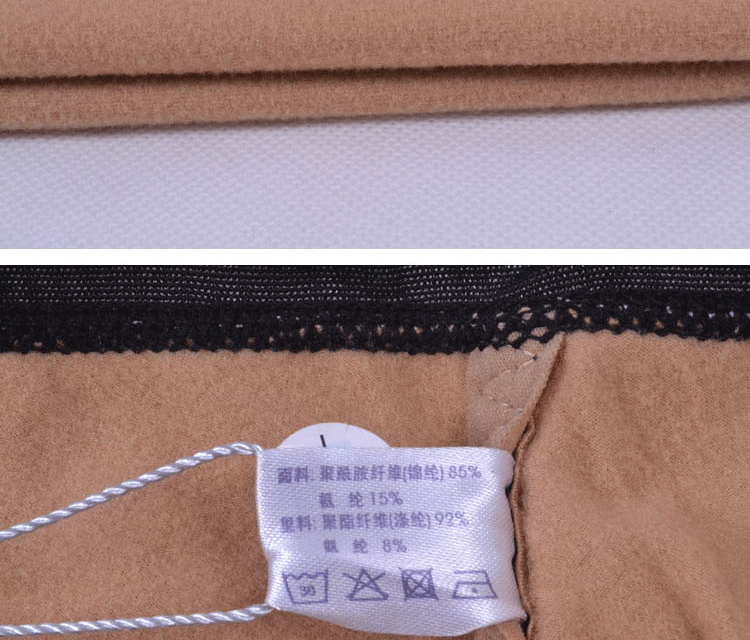 面料: 聚酰胺纤维(锦纶) 85%
氨 纶 15%
里料: 聚酯纤维(涤纶) 92%
氨 纶 8%
30